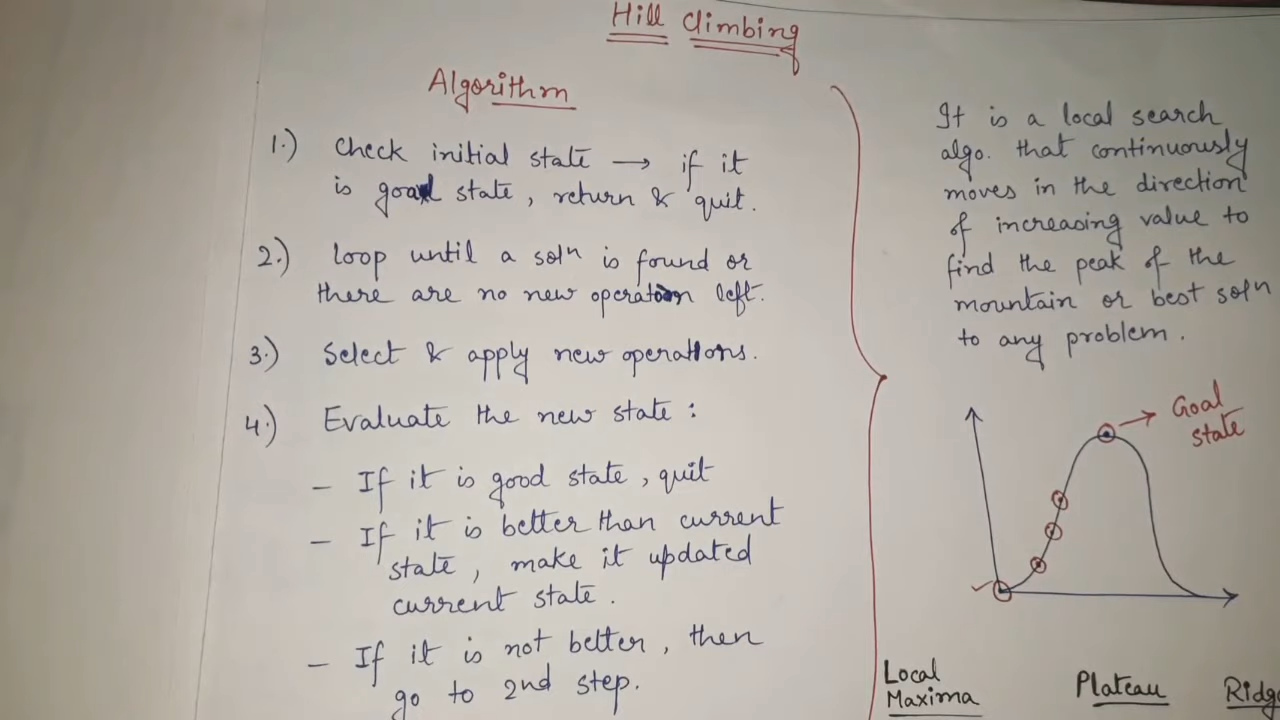 Hill Climbing
Algorithm
1.) Check initial state → if it
is goal state, return & quit.
2.) Loop until a solⁿ is found or
there are no new operation left.
3.) Select & apply new operations.
4.) Evaluate the new state :
- If it is good state, quit
- If it is better than current
state, make it updated
current state.
- If it is not better, then
go to 2nd step.
It is a local search
algo. that continuously
moves in the direction
of increasing value to
find the peak of the
mountain or best solⁿ
to any problem.
→ Goal
state
Local
Maxima
Plateau